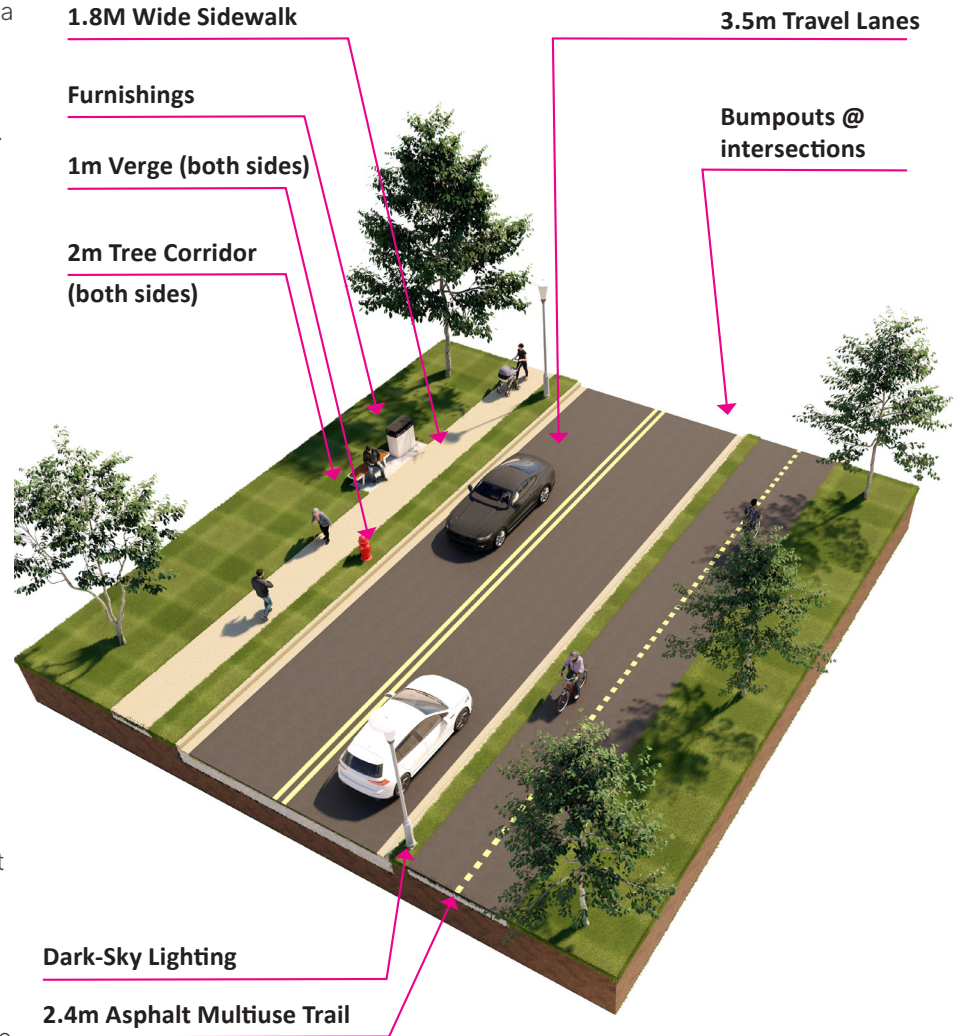 a
1.8M Wide Sidewalk
3.5m Travel Lanes
Furnishings
Bumpouts @
intersections
1m Verge (both sides)
2m Tree Corridor
(both sides)
t
Dark-Sky Lighting
2.4m Asphalt Multiuse Trail